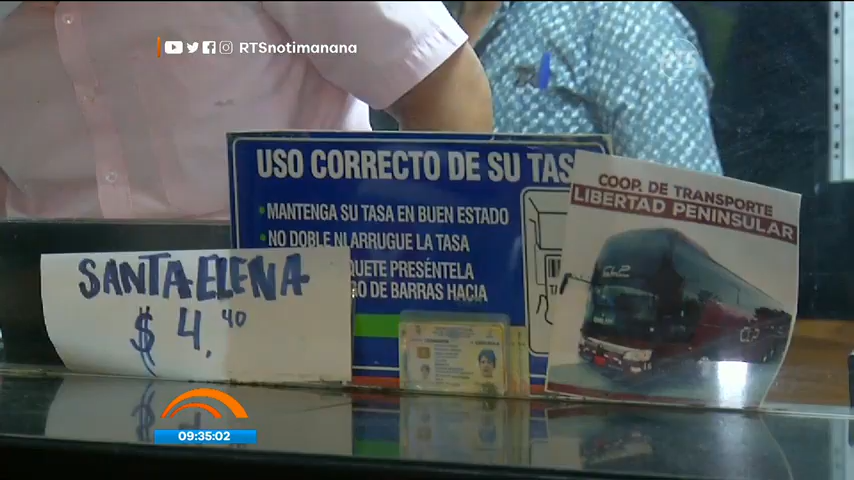 RTSnotimanana
USO CORRECTO DE SU TAS
MANTENGA SU TASA EN BUEN ESTADO
NO DOBLE NI ARRUGUE LA TASA
QUETE PRESÉNTELA
GO DE BARRAS HACIA
COOP. DE TRANSPORTE
LIBERTAD PENINSULAR
SANTA ELENA
$ 4.40
09:35:02